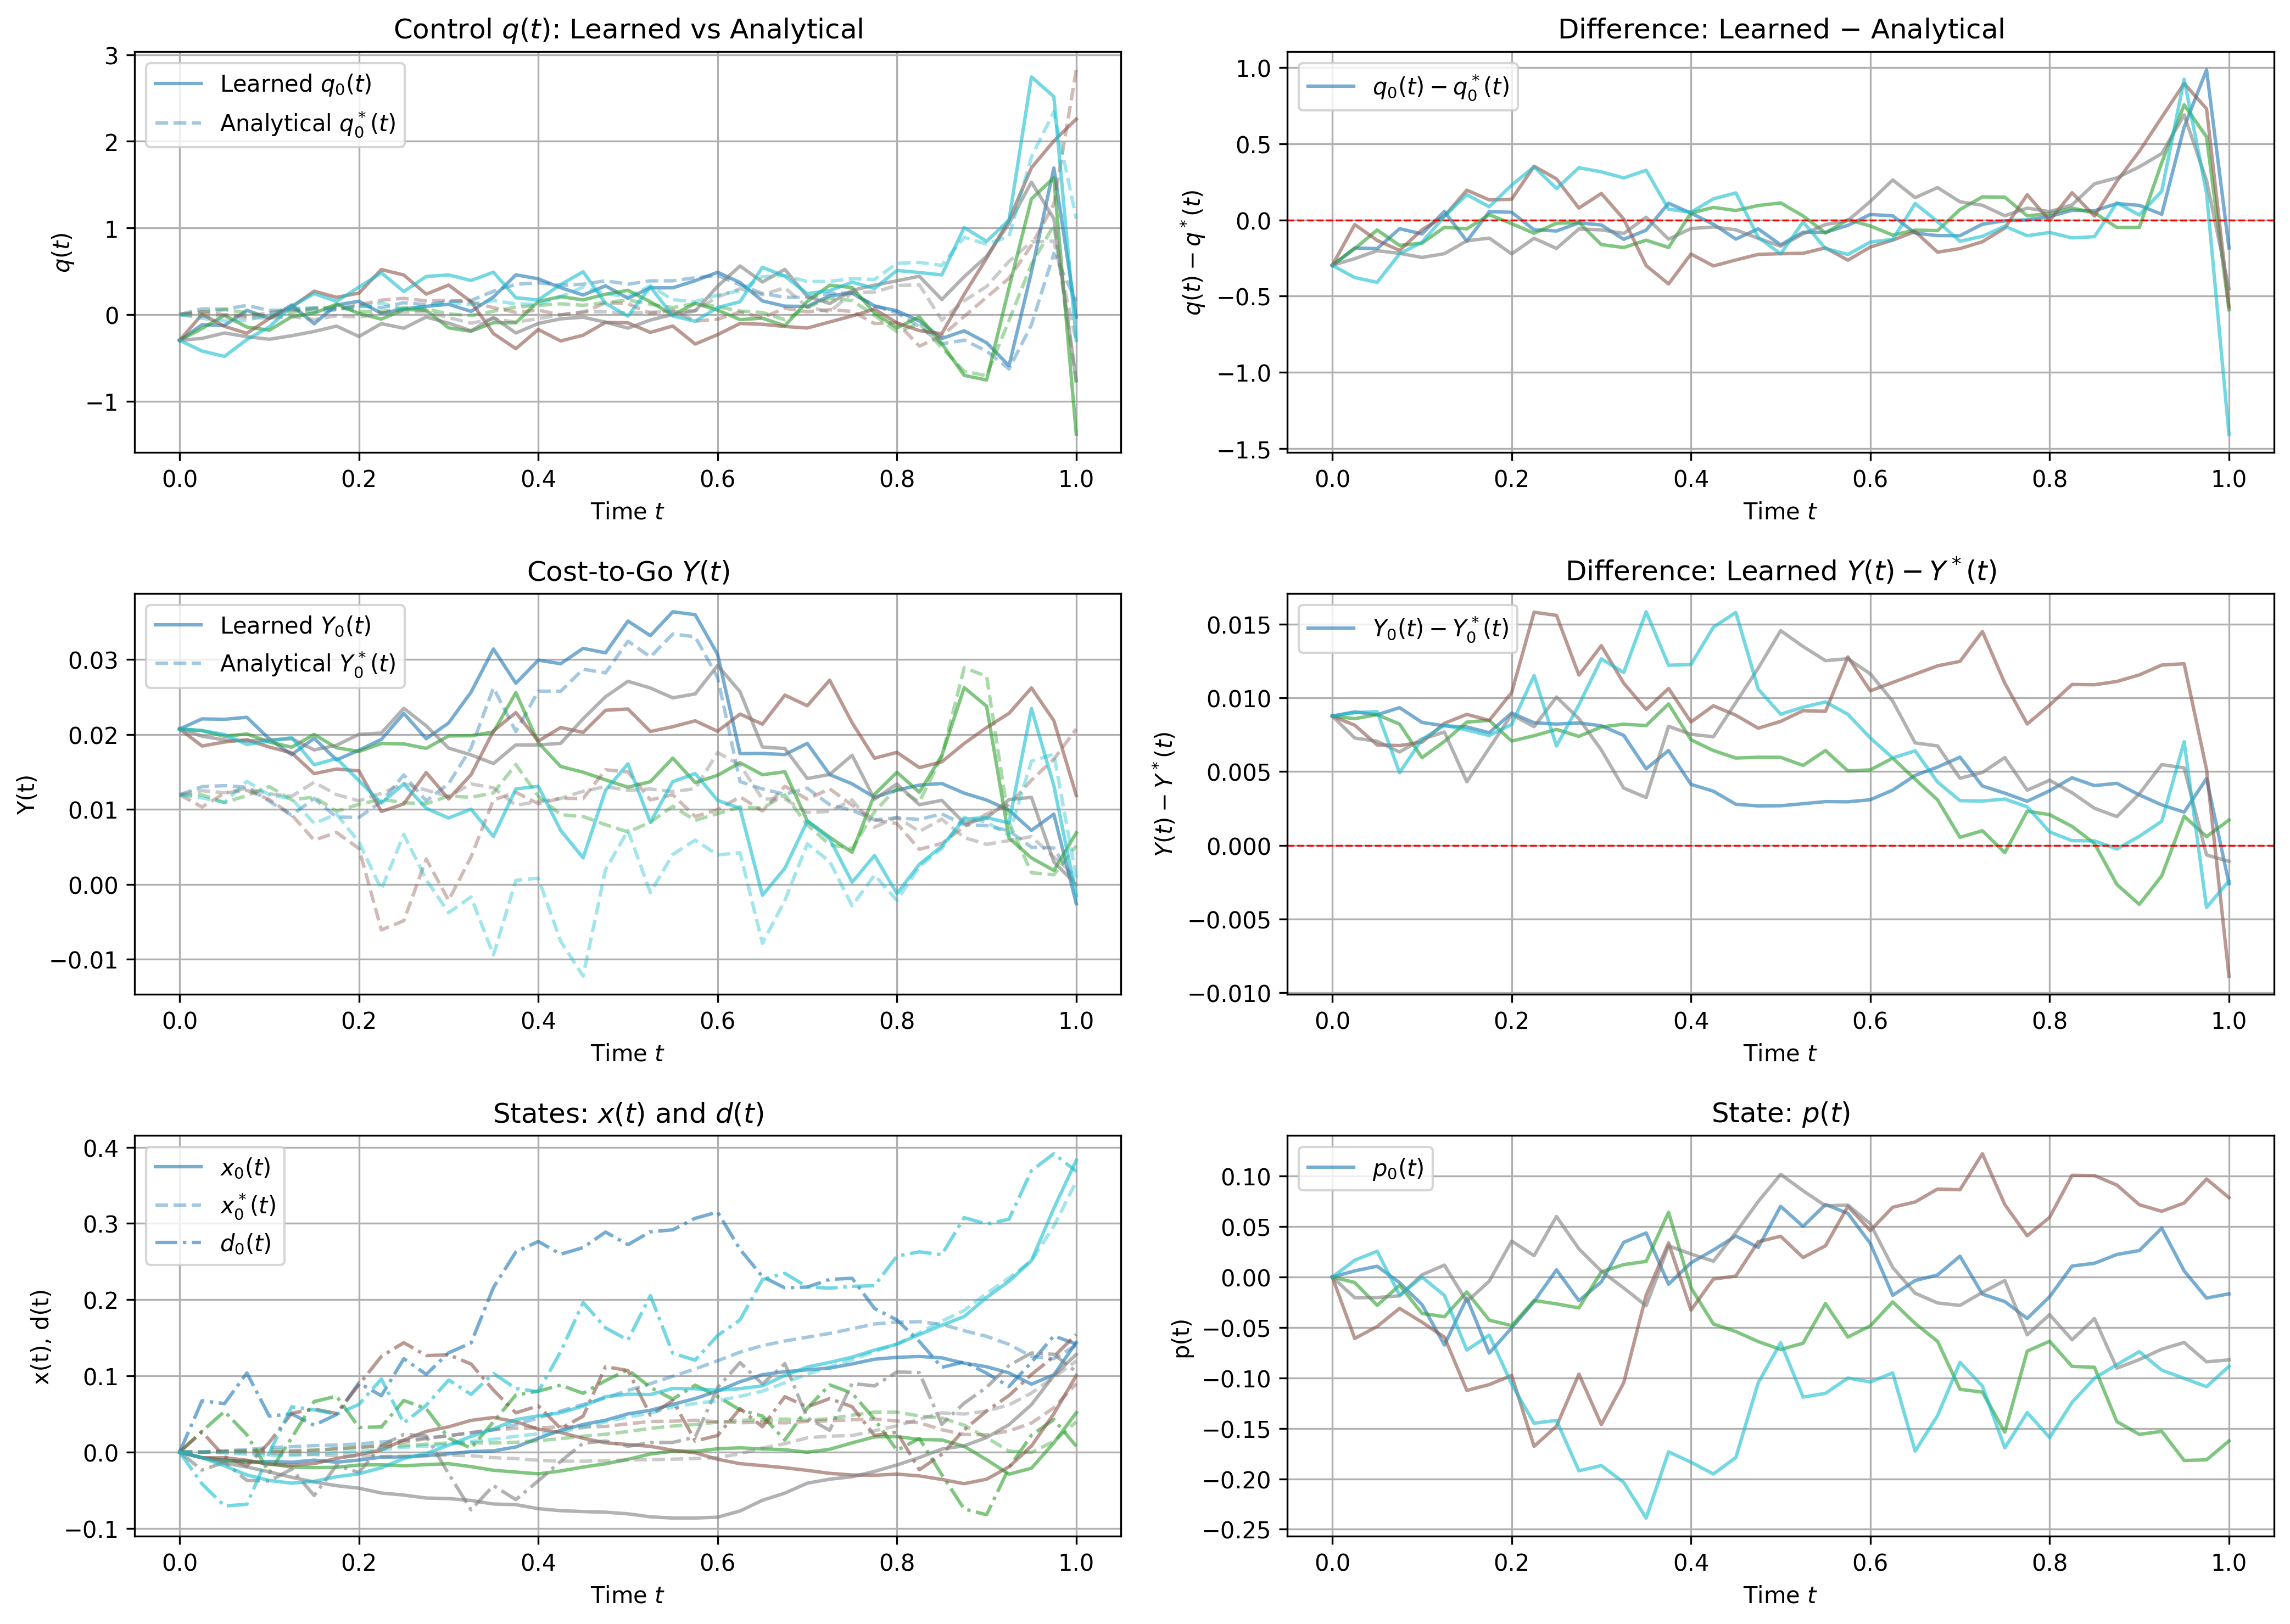 Control q(t): Learned vs Analytical
Learned q₀(t)
Analytical q₀*(t)
q(t)
3
2
1
0
−1
0.0 0.2 0.4 0.6 0.8 1.0
Time t
Difference: Learned − Analytical
q₀(t) − q₀*(t)
q(t) − q*(t)
1.0
0.5
0.0
−0.5
−1.0
−1.5
0.0 0.2 0.4 0.6 0.8 1.0
Time t
Cost-to-Go Y(t)
Learned Y₀(t)
Analytical Y₀*(t)
Y(t)
0.03
0.02
0.01
0.00
−0.01
0.0 0.2 0.4 0.6 0.8 1.0
Time t
Difference: Learned Y(t) − Y*(t)
Y₀(t) − Y₀*(t)
Y(t) − Y*(t)
0.015
0.010
0.005
0.000
−0.005
−0.010
0.0 0.2 0.4 0.6 0.8 1.0
Time t
States: x(t) and d(t)
x₀(t)
x₀*(t)
d₀(t)
x(t), d(t)
0.4
0.3
0.2
0.1
0.0
−0.1
0.0 0.2 0.4 0.6 0.8 1.0
Time t
State: p(t)
p₀(t)
p(t)
0.10
0.05
0.00
−0.05
−0.10
−0.15
−0.20
−0.25
0.0 0.2 0.4 0.6 0.8 1.0
Time t